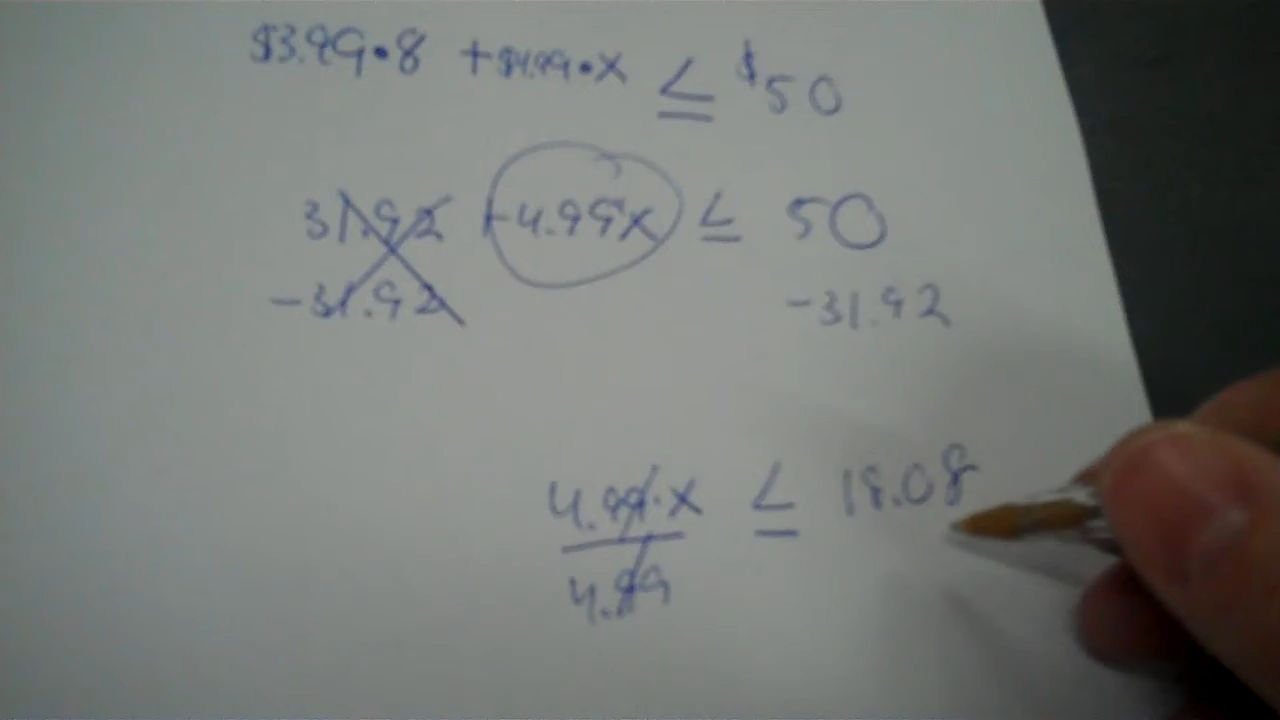 $3.99•8 +$4.99•x ≤ $50
31.92 +4.99x ≤ 50
-31.92 -31.92
4.99•x ≤ 18.08
4.99